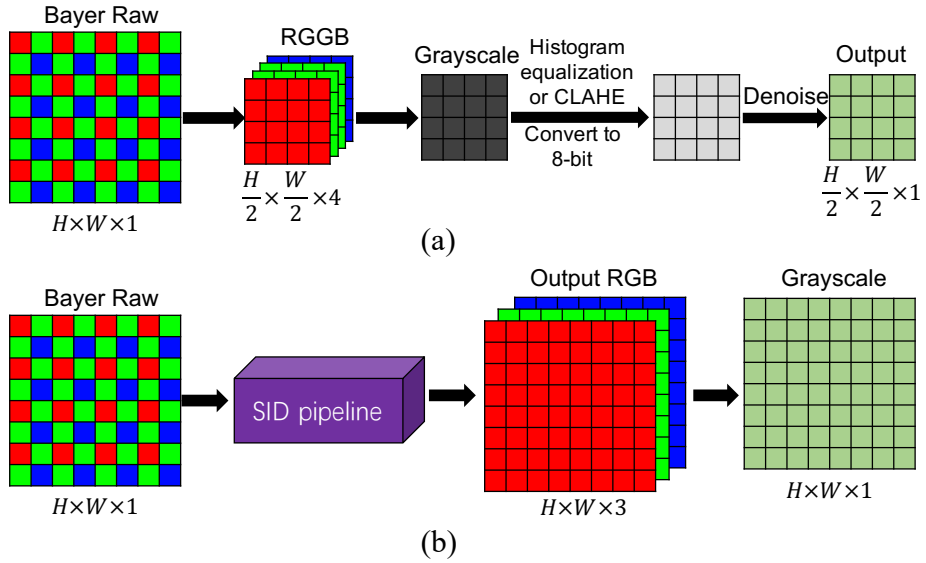 Bayer Raw
RGGB
Grayscale
Histogram
equalization
or CLAHE
Convert to
8-bit
Denoise
Output
H×W×1
H/2 × W/2 ×4
H/2 × W/2 ×1
(a)
Bayer Raw
SID pipeline
Output RGB
Grayscale
H×W×1
H×W×3
H×W×1
(b)